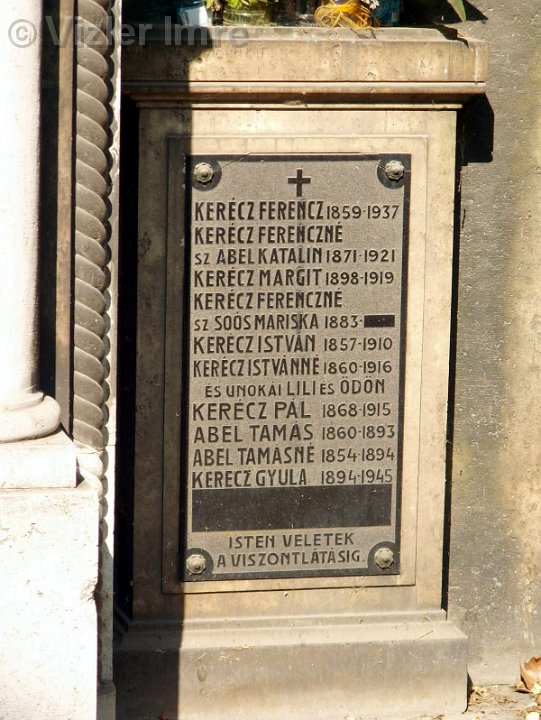 © Vizler Imre
KERÉCZ FERENCZ 1859-1937
KERÉCZ FERENCZNÉ
SZ ÁBEL KATALIN 1871-1921
KERÉCZ MARGIT 1898-1919
KERÉCZ FERENCZNÉ
SZ SOÓS MARISKA 1883-
KERÉCZ ISTVÁN 1857-1910
KERÉCZ ISTVÁNNÉ 1860-1916
ÉS UNOKÁI LILI ÉS ÖDÖN
KERÉCZ PÁL 1868-1915
ÁBEL TAMÁS 1860-1893
ÁBEL TAMÁSNÉ 1854-1894
KERÉCZ GYULA 1894-1945
ISTEN VELETEK
A VISZONTLÁTÁSIG.